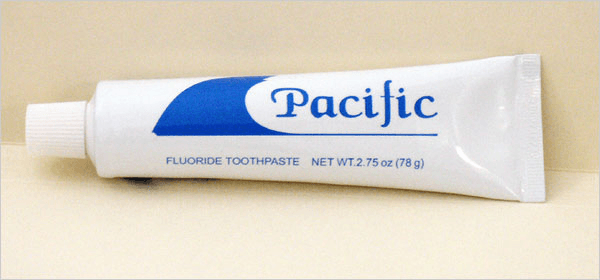 Pacific
FLUORIDE TOOTHPASTE NET WT.2.75 oz (78 g)